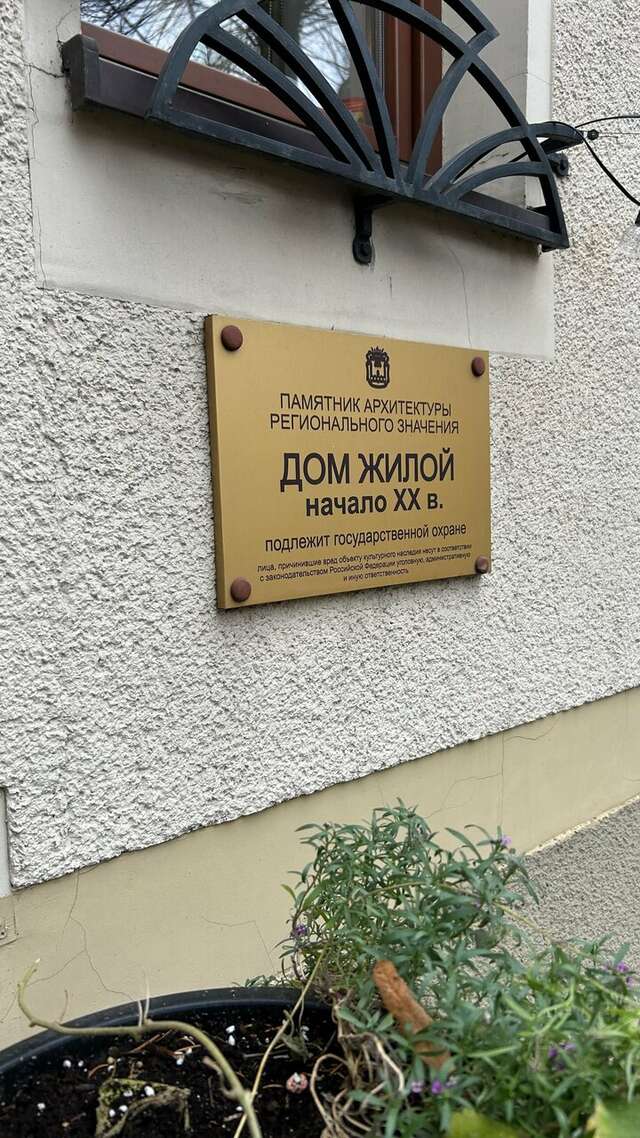 ПАМЯТНИК АРХИТЕКТУРЫ
РЕГИОНАЛЬНОГО ЗНАЧЕНИЯ
ДОМ ЖИЛОЙ
начало XX в.
подлежит государственной охране
лица, причинившие вред объекту культурного наследия несут в соответствии
с законодательством Российской Федерации уголовную, административную
и иную ответственность